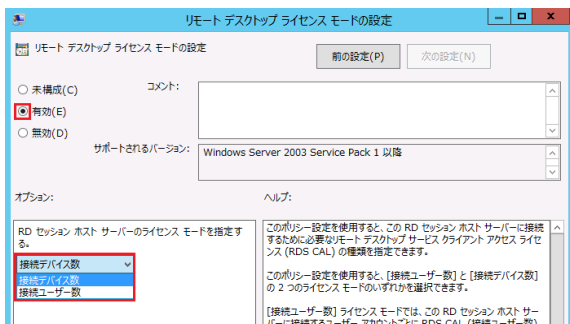 リモート デスクトップ ライセンス モードの設定
リモート デスクトップ ライセンス モードの設定
前の設定(P)
次の設定(N)
未構成(C)
コメント:
有効(E)
無効(D)
サポートされるバージョン:
Windows Server 2003 Service Pack 1 以降
オプション:
ヘルプ:
RD セッション ホスト サーバーのライセンス モードを指定す
る。
接続デバイス数
接続デバイス数
接続ユーザー数
このポリシー設定を使用すると、この RD セッション ホスト サーバーに接続
するために必要なリモート デスクトップ サービス クライアント アクセス ライセ
ンス (RDS CAL) の種類を指定できます。
このポリシー設定を使用すると、[接続ユーザー数] と [接続デバイス数]
の 2 つのライセンス モードのいずれかを選択できます。
[接続ユーザー数] ライセンス モードでは、この RD セッション ホスト サー
バーに接続するユーザー アカウントごとに RDS CAL (接続ユーザー数)